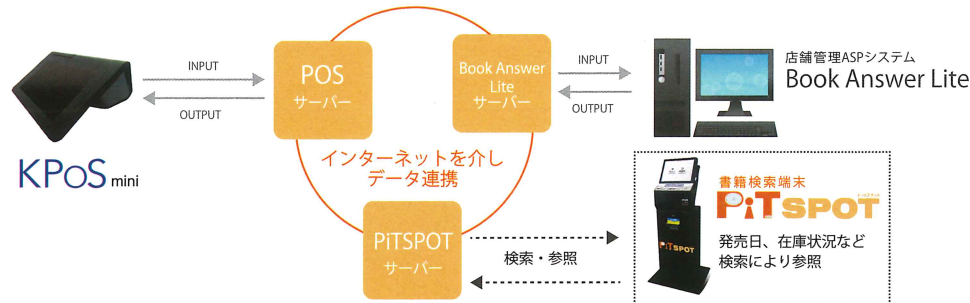 KPOS mini
INPUT
OUTPUT
POS
サーバー
Book Answer
Lite
サーバー
INPUT
OUTPUT
店舗管理ASPシステム
Book Answer Lite
インターネットを介し
データ連携
PiTSPOT
サーバー
検索・参照
書籍検索端末
PiTSPOT
発売日、在庫状況など
検索により参照
PiTSPOT